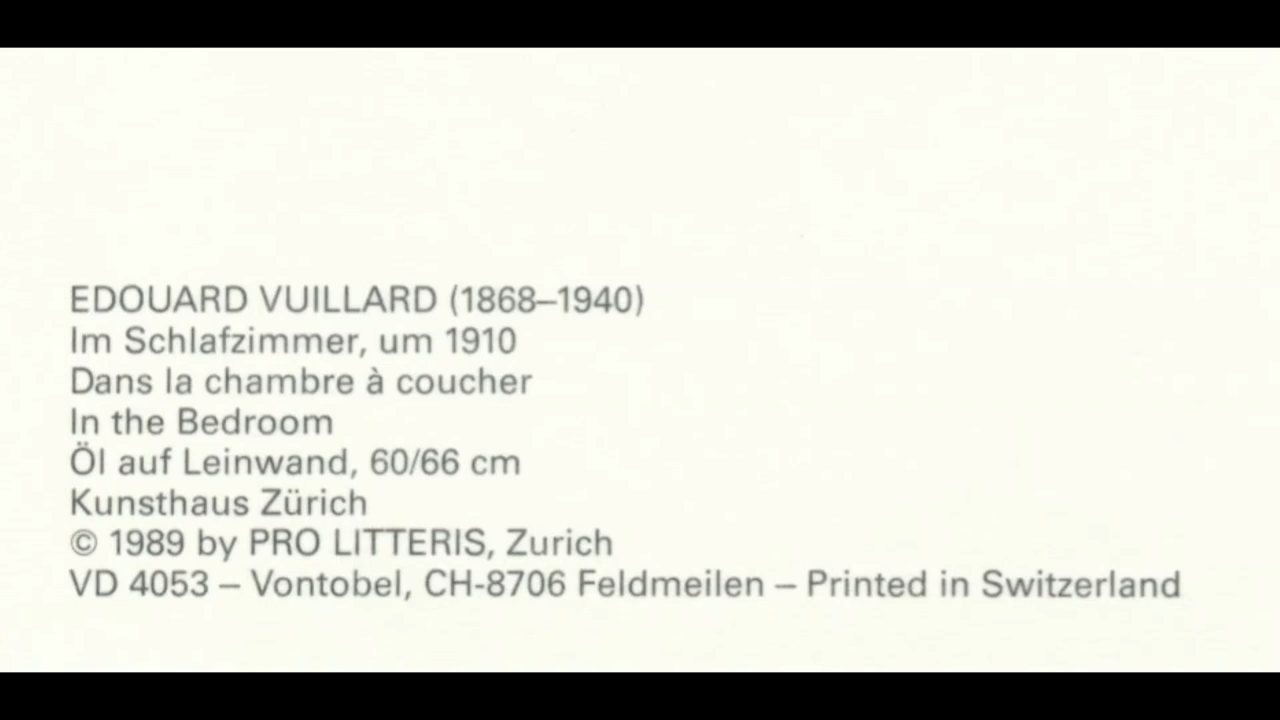 EDOUARD VUILLARD (1868–1940)
Im Schlafzimmer, um 1910
Dans la chambre à coucher
In the Bedroom
Öl auf Leinwand, 60/66 cm
Kunsthaus Zürich
© 1989 by PRO LITTERIS, Zurich
VD 4053 – Vontobel, CH-8706 Feldmeilen – Printed in Switzerland